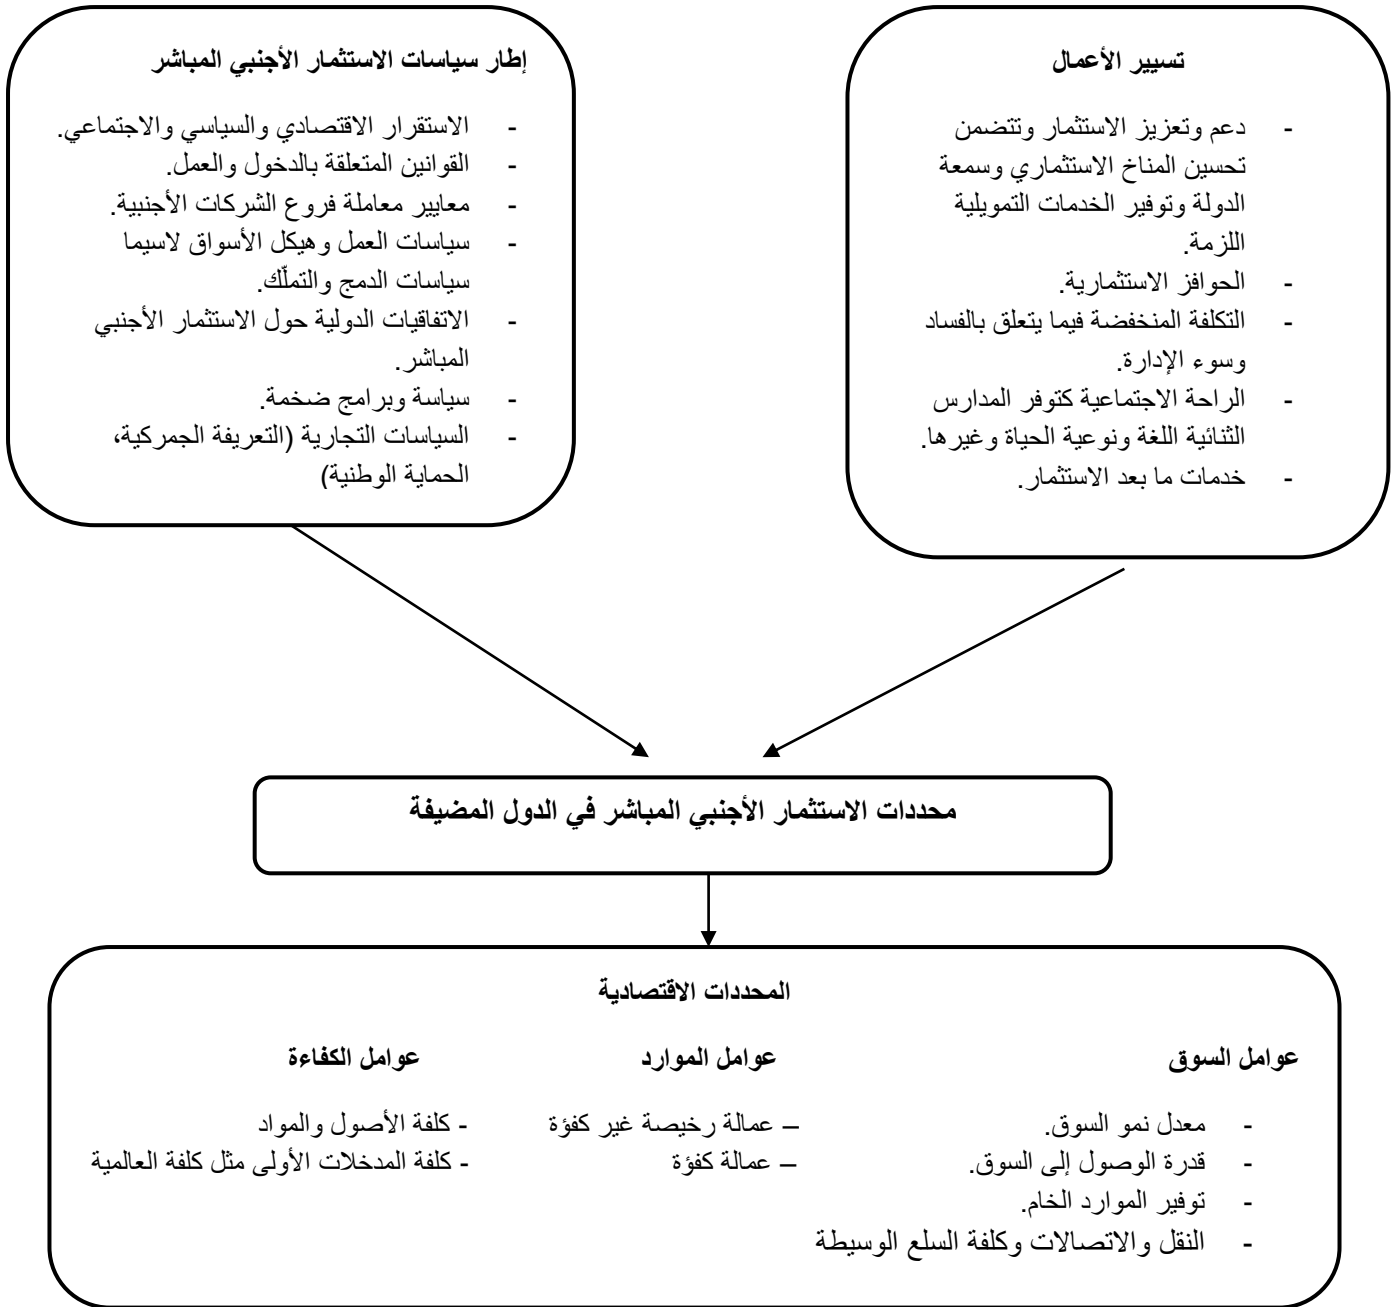 تسيير الأعمال
- دعم وتعزيز الاستثمار وتتضمن
تحسين المناخ الاستثماري وسمعة
الدولة وتوفير الخدمات التمويلية
اللزمة.
- الحوافز الاستثمارية.
- التكلفة المنخفضة فيما يتعلق بالفساد
وسوء الإدارة.
- الراحة الاجتماعية كتوفر المدارس
الثنائية اللغة ونوعية الحياة وغيرها.
- خدمات ما بعد الاستثمار.
إطار سياسات الاستثمار الأجنبي المباشر
- الاستقرار الاقتصادي والسياسي والاجتماعي.
- القوانين المتعلقة بالدخول والعمل.
- معايير معاملة فروع الشركات الأجنبية.
- سياسات العمل وهيكل الأسواق لاسيما
سياسات الدمج والتملّك.
- الاتفاقيات الدولية حول الاستثمار الأجنبي
المباشر.
- سياسة وبرامج ضخمة.
- السياسات التجارية (التعريفة الجمركية،
الحماية الوطنية)
محددات الاستثمار الأجنبي المباشر في الدول المضيفة
المحددات الاقتصادية
عوامل السوق
- معدل نمو السوق.
- قدرة الوصول إلى السوق.
- توفير الموارد الخام.
- النقل والاتصالات وكلفة السلع الوسيطة
عوامل الموارد
– عمالة رخيصة غير كفؤة
– عمالة كفؤة
عوامل الكفاءة
- كلفة الأصول والمواد
- كلفة المدخلات الأولى مثل كلفة العالمية